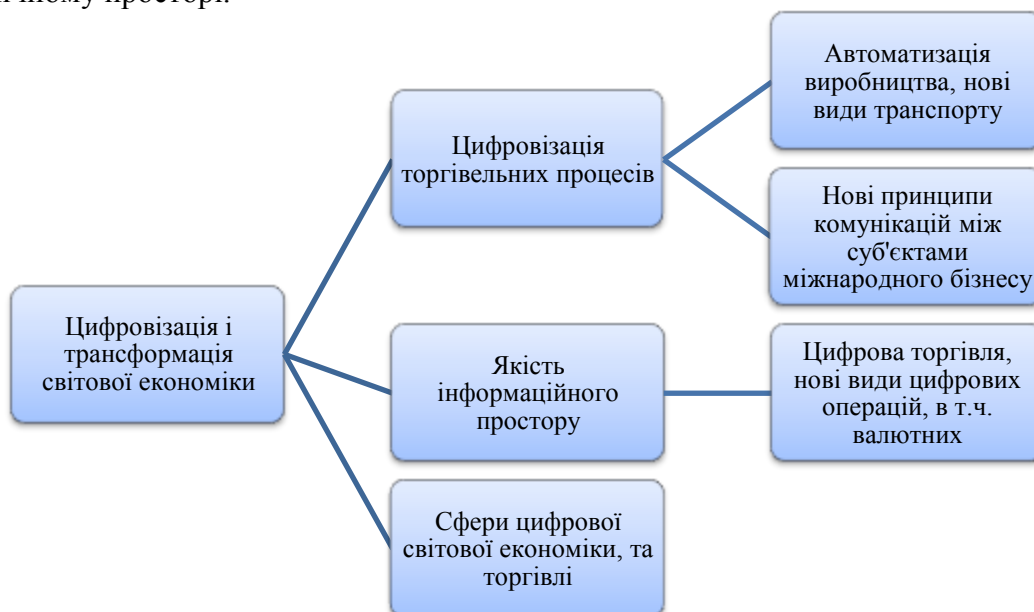 просторі.
Автоматизація
виробництва, нові
види транспорту
Цифровізація
торгівельних процесів
Нові принципи
комунікацій між
суб'єктами
міжнародного бізнесу
Цифровізація і
трансформація
світової економіки
Якість
інформаційного
простору
Цифрова торгівля,
нові види цифрових
операцій, в т.ч.
валютних
Сфери цифрової
світової економіки, та
торгівлі